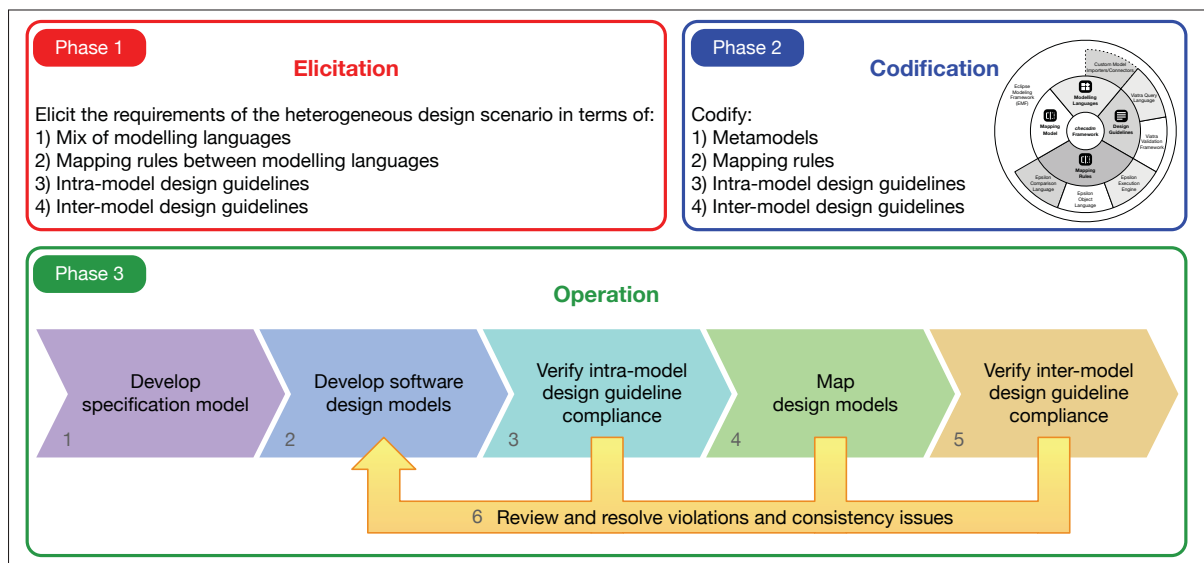 Phase 1
Elicitation
Elicit the requirements of the heterogeneous design scenario in terms of:
1) Mix of modelling languages
2) Mapping rules between modelling languages
3) Intra-model design guidelines
4) Inter-model design guidelines
Phase 2
Codification
Codify:
1) Metamodels
2) Mapping rules
3) Intra-model design guidelines
4) Inter-model design guidelines
Custom Model
Importers/Connectors
Eclipse
Modeling
Framework
(EMF)
Modelling
Languages
Viatra Query
Language
Mapping
Model
checsdm
Framework
Design
Guidelines
Viatra
Validation
Framework
Mapping
Rules
Epsilon
Comparison
Language
Epsilon
Object
Language
Epsilon
Execution
Engine
Phase 3
Operation
Develop
specification model
1
Develop software
design models
2
Verify intra-model
design guideline
compliance
3
Map
design models
4
Verify inter-model
design guideline
compliance
5
6 Review and resolve violations and consistency issues